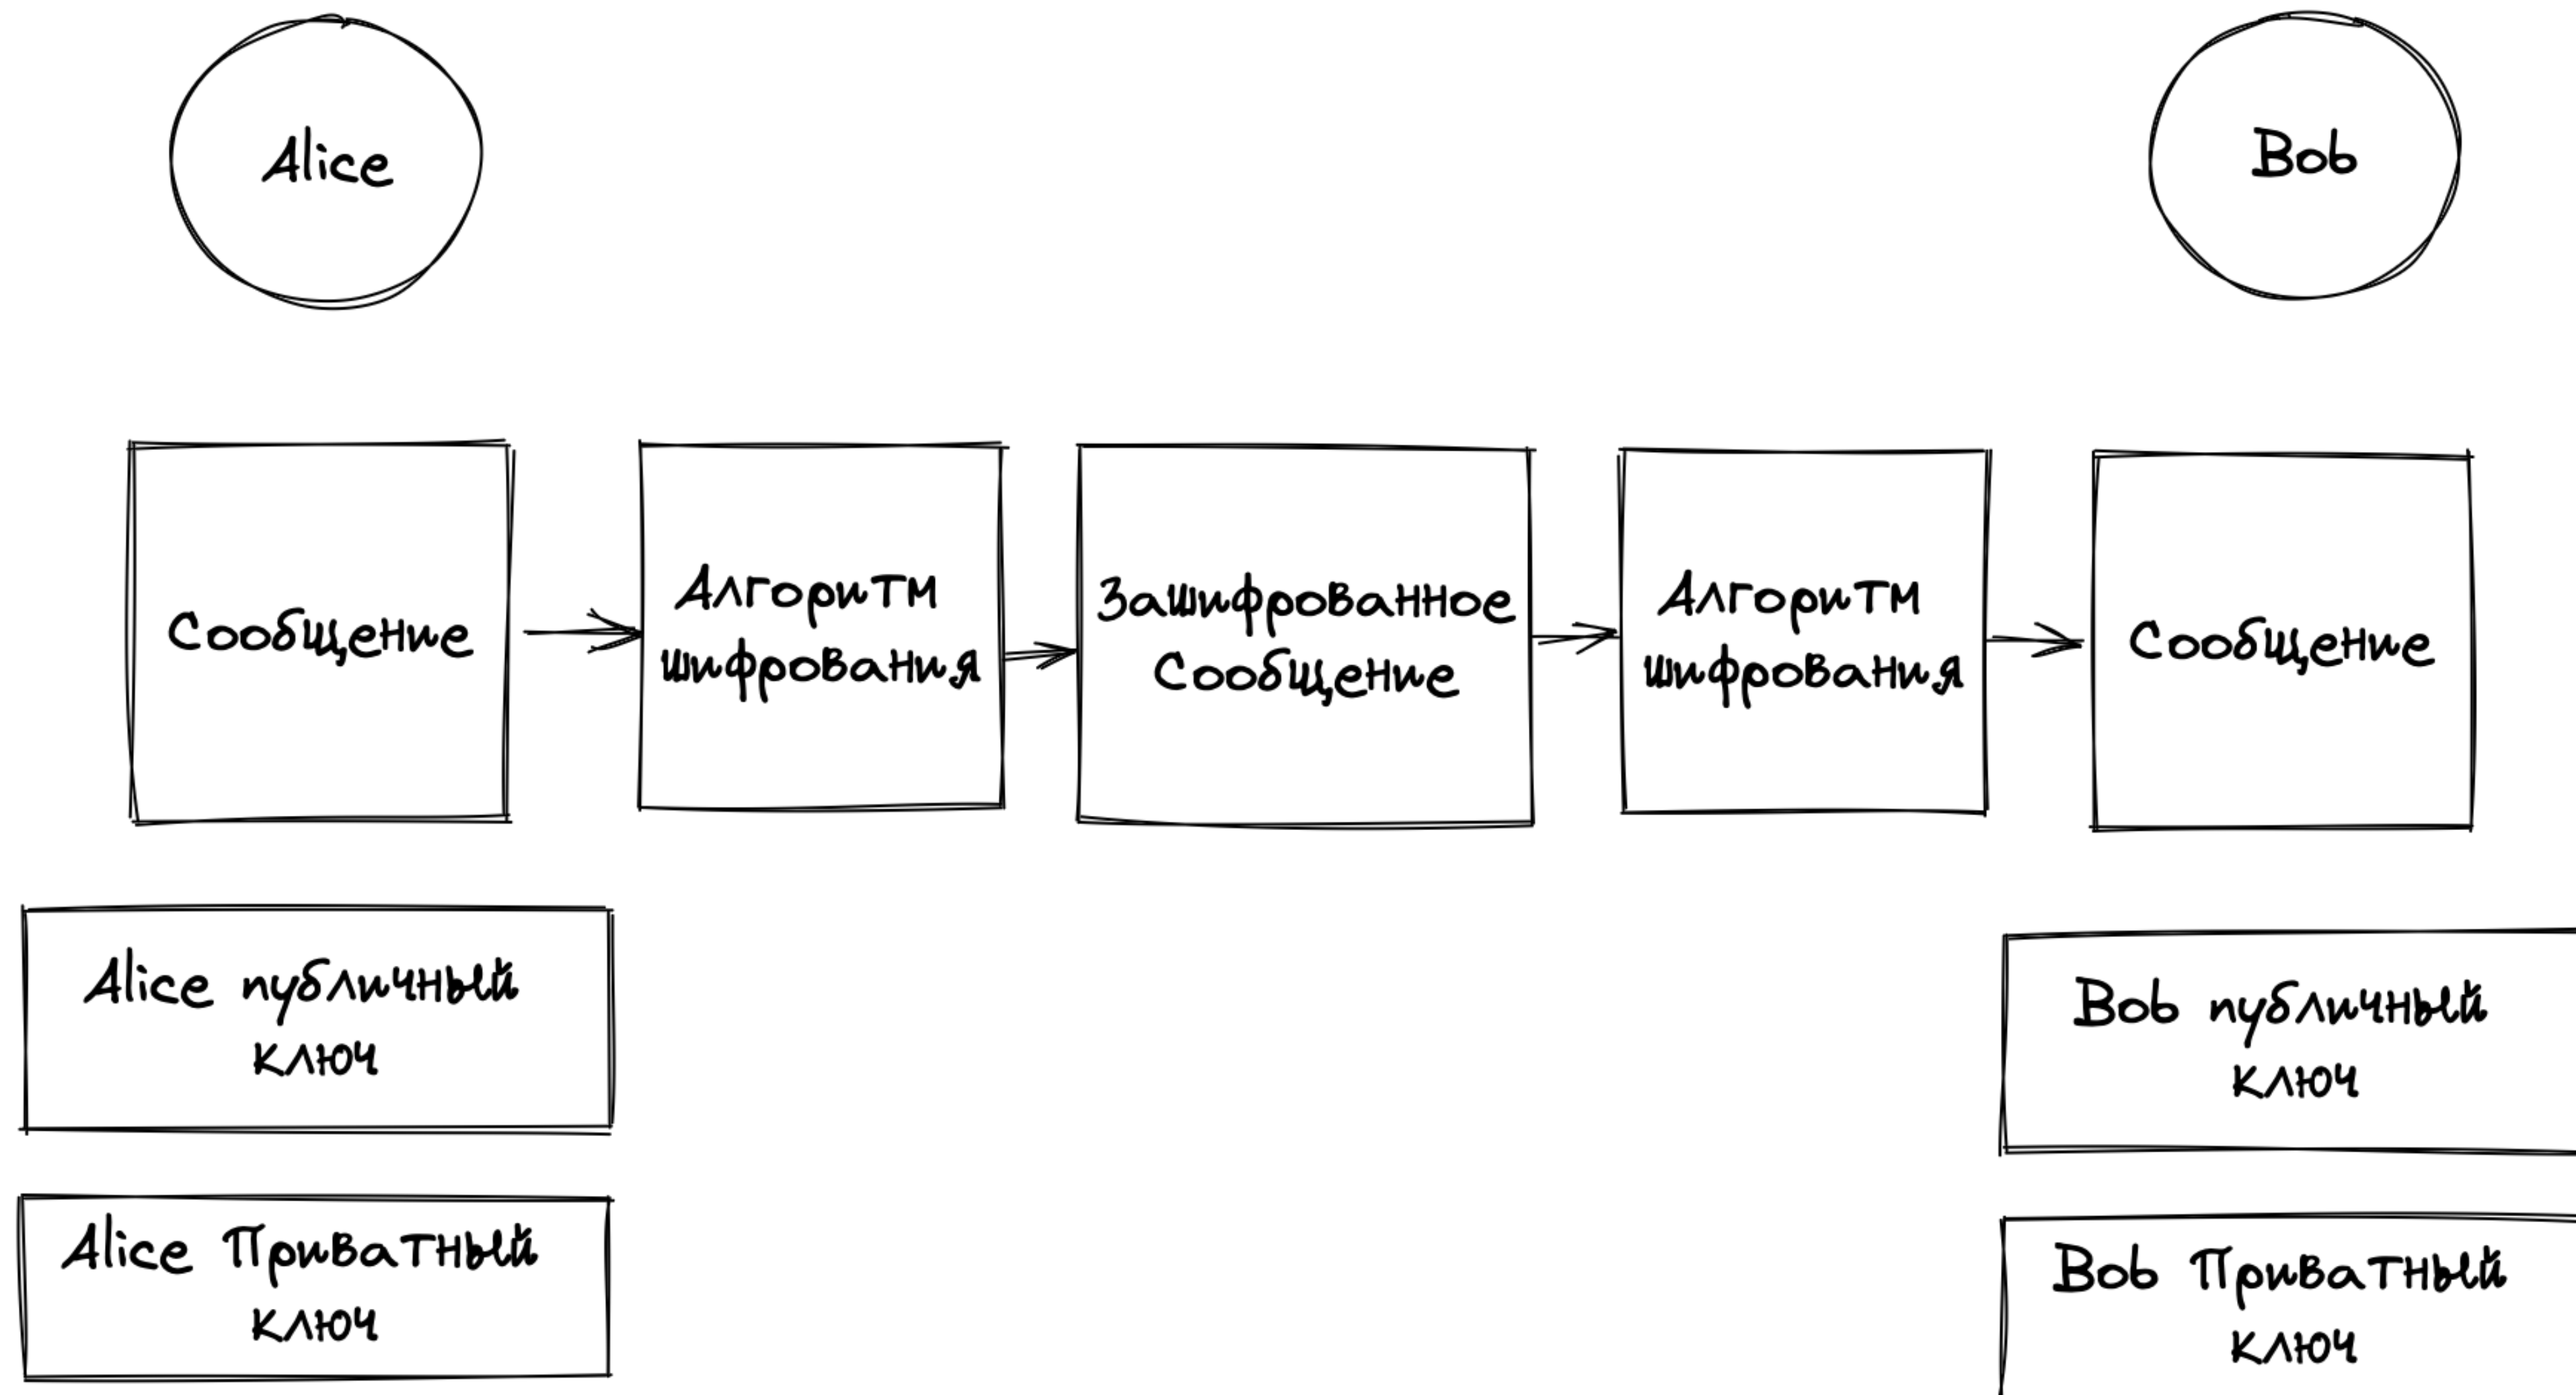 Alice
Bob
Сообщение
Алгоритм
шифрования
Зашифрованное
Сообщение
Алгоритм
шифрования
Сообщение
Alice публичный
ключ
Bob публичный
ключ
Alice Приватный
ключ
Bob Приватный
ключ